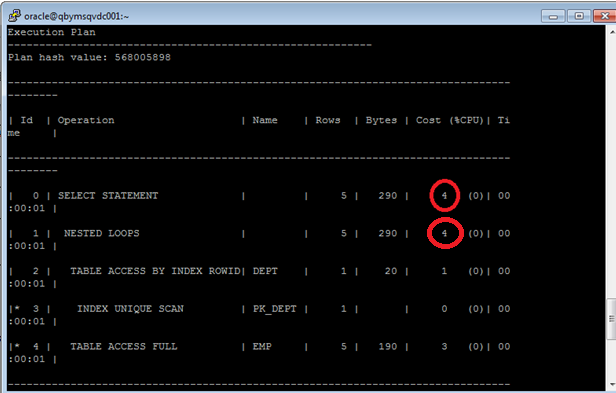 oracle@qbymsqvdc001:~
Execution Plan
----------------------------------------------------------
Plan hash value: 568005898
--------------------------------------------------------------------------------
--------
| Id  | Operation                    | Name    | Rows  | Bytes | Cost (%CPU)| Ti
me       |
--------------------------------------------------------------------------------
--------
|   0 | SELECT STATEMENT             |         |     5 |   290 |     4   (0)| 00
:00:01 |
|   1 |  NESTED LOOPS                |         |     5 |   290 |     4   (0)| 00
:00:01 |
|   2 |   TABLE ACCESS BY INDEX ROWID| DEPT    |     1 |    20 |     1   (0)| 00
:00:01 |
|*  3 |    INDEX UNIQUE SCAN         | PK_DEPT |     1 |       |     0   (0)| 00
:00:01 |
|*  4 |   TABLE ACCESS FULL          | EMP     |     5 |   190 |     3   (0)| 00
:00:01 |
--------------------------------------------------------------------------------